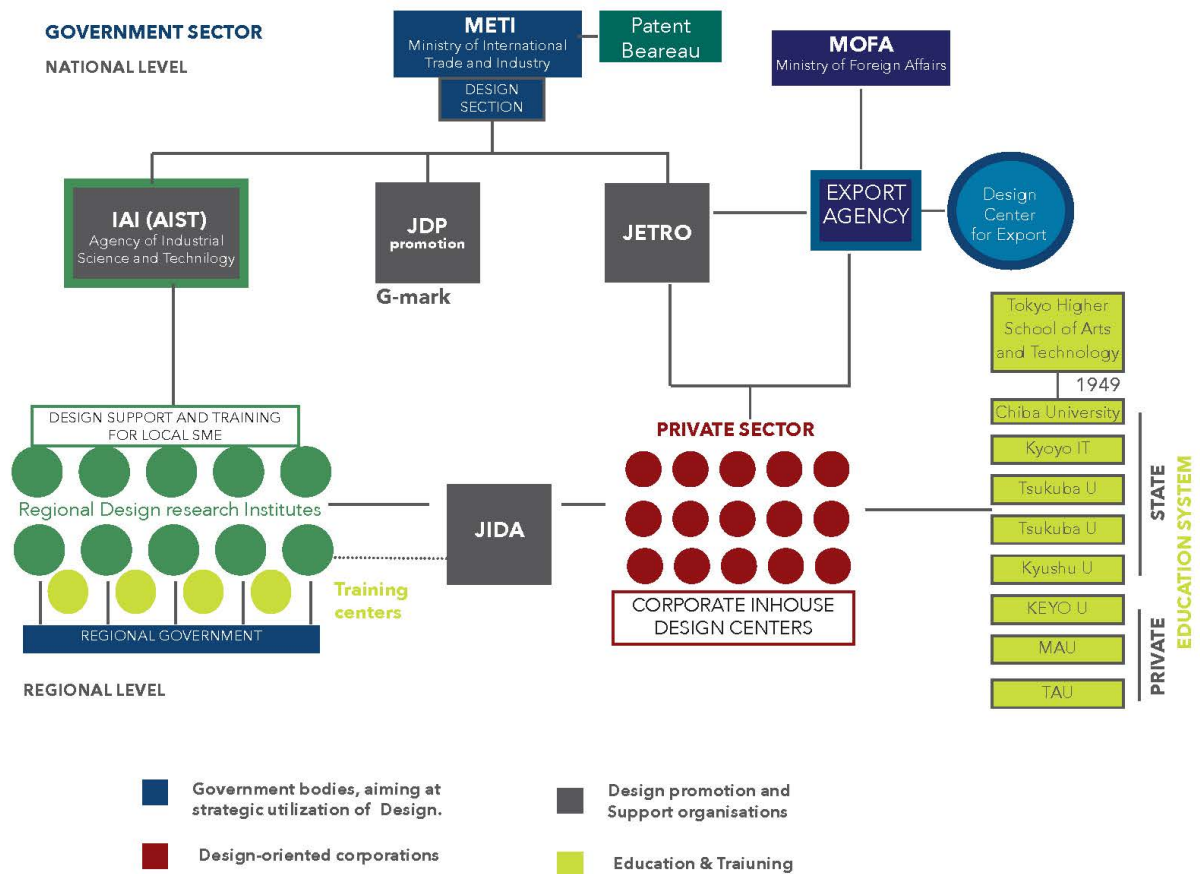 GOVERNMENT SECTOR
NATIONAL LEVEL
METI
Ministry of International
Trade and Industry
DESIGN
SECTION
Patent
Beareau
MOFA
Ministry of Foreign Affairs
IAI (AIST)
Agency of Industrial
Science and Technilogy
JDP
promotion
G-mark
JETRO
EXPORT
AGENCY
Design
Center
for Export
Tokyo Higher
School of Arts
and Technology
1949
Chiba University
Kyoyo IT
Tsukuba U
Tsukuba U
Kyushu U
KEYO U
MAU
TAU
STATE
PRIVATE
EDUCATION SYSTEM
DESIGN SUPPORT AND TRAINING
FOR LOCAL SME
Regional Design research Institutes
Training
centers
REGIONAL GOVERNMENT
REGIONAL LEVEL
JIDA
PRIVATE SECTOR
CORPORATE INHOUSE
DESIGN CENTERS
Government bodies, aiming at
strategic utilization of Design.
Design promotion and
Support organisations
Design-oriented corporations
Education & Traiuning